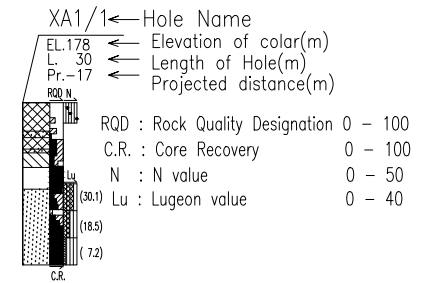 XA1/1 ← Hole Name
EL.178 ← Elevation of colar(m)
L. 30 ← Length of Hole(m)
Pr.-17 ← Projected distance(m)
RQD N
RQD : Rock Quality Designation 0 - 100
C.R. : Core Recovery 0 - 100
N : N value 0 - 50
Lu
(30.1) Lu : Lugeon value 0 - 40
(18.5)
( 7.2)
C.R.